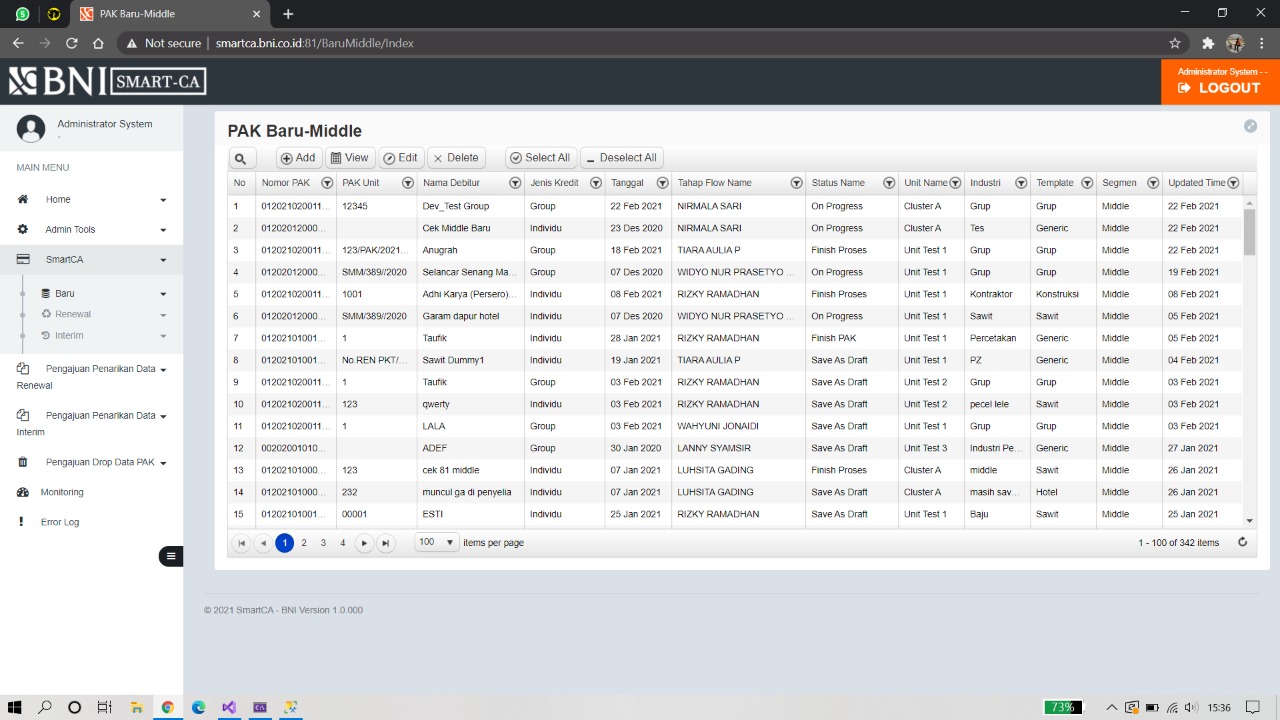 PAK Baru-Middle
Not secure | smartca.bni.co.id:81/BaruMiddle/Index
BNI SMART-CA
Administrator System - -
LOGOUT
Administrator System
-
MAIN MENU
Home
Admin Tools
SmartCA
Baru
Renewal
Interim
Pengajuan Penarikan Data
Renewal
Pengajuan Penarikan Data
Interim
Pengajuan Drop Data PAK
Monitoring
Error Log
PAK Baru-Middle
Add View Edit Delete Select All Deselect All
No Nomor PAK PAK Unit Nama Debitur Jenis Kredit Tanggal Tahap Flow Name Status Name Unit Name Industri Template Segmen Updated Time
1 012021020011... 12345 Dev_Test Group Group 22 Feb 2021 NIRMALA SARI On Progress Cluster A Grup Grup Middle 22 Feb 2021
2 01202012000... Cek Middle Baru Individu 23 Des 2020 NIRMALA SARI On Progress Cluster A Tes Generic Middle 22 Feb 2021
3 012021020011... 123/PAK/2021... Anugrah Group 18 Feb 2021 TIARA AULIA P Finish Proses Unit Test 1 Grup Grup Middle 22 Feb 2021
4 01202012000... SMM/389//2020 Selancar Senang Ma... Group 07 Des 2020 WIDYO NUR PRASETYO ... On Progress Unit Test 1 Grup Grup Middle 19 Feb 2021
5 012021020011... 1001 Adhi Karya (Persero)... Individu 08 Feb 2021 RIZKY RAMADHAN Finish Proses Unit Test 1 Kontraktor Konstruksi Middle 08 Feb 2021
6 01202012000... SMM/389//2020 Garam dapur hotel Individu 07 Des 2020 WIDYO NUR PRASETYO ... On Progress Unit Test 1 Sawit Sawit Middle 05 Feb 2021
7 012021010011... 1 Taufik Individu 28 Jan 2021 RIZKY RAMADHAN Finish PAK Unit Test 1 Percetakan Generic Middle 05 Feb 2021
8 01202101001... No.REN PKT/... Sawit Dummy1 Individu 19 Jan 2021 TIARA AULIA P Save As Draft Unit Test 1 PZ Generic Middle 04 Feb 2021
9 012021020011... 1 Taufik Group 03 Feb 2021 RIZKY RAMADHAN Save As Draft Unit Test 2 Grup Grup Middle 03 Feb 2021
10 012021020011... 123 qwerty Individu 03 Feb 2021 RIZKY RAMADHAN Save As Draft Unit Test 2 pecel lele Sawit Middle 03 Feb 2021
11 012021020011... 1 LALA Group 03 Feb 2021 WAHYUNI JONAIDI Save As Draft Unit Test 1 Grup Grup Middle 03 Feb 2021
12 00202001010... ADEF Group 30 Jan 2020 LANNY SYAMSIR Save As Draft Unit Test 3 Industri Pe... Generic Middle 27 Jan 2021
13 01202101000... 123 cek 81 middle Individu 07 Jan 2021 LUHSITA GADING Finish Proses Cluster A middle Sawit Middle 26 Jan 2021
14 01202101000... 232 muncul ga di penyelia Individu 07 Jan 2021 LUHSITA GADING Save As Draft Cluster A masih sav... Hotel Middle 26 Jan 2021
15 01202101001... 00001 ESTI Individu 25 Jan 2021 RIZKY RAMADHAN Save As Draft Unit Test 1 Baju Sawit Middle 25 Jan 2021
1 2 3 4 100 items per page 1 - 100 of 342 items
© 2021 SmartCA - BNI Version 1.0.000
73% 15:36